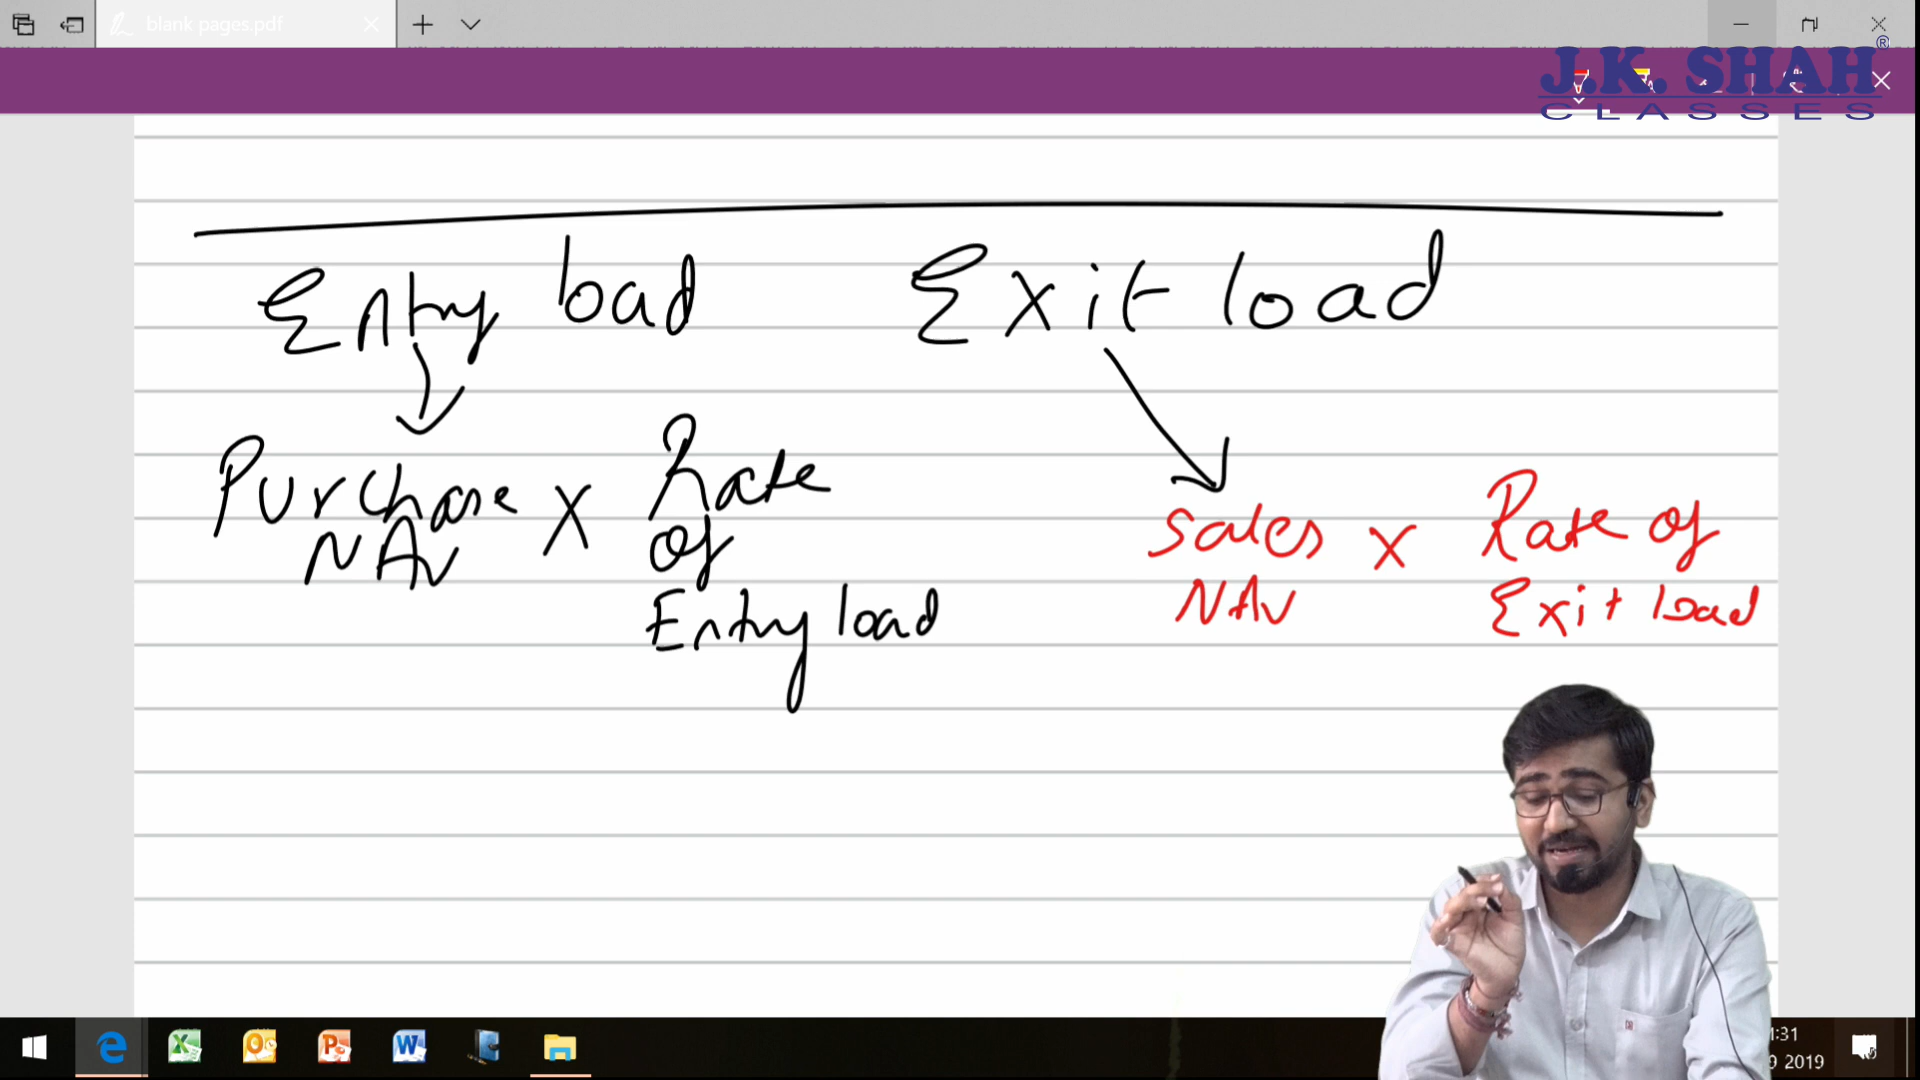 blank pages.pdf
J.K. SHAH®
CLASSES
Entry load
Exit load
Purchase
NAV
X
Rate
of
Entry load
Sales
NAV
X
Rate of
Exit load
2019